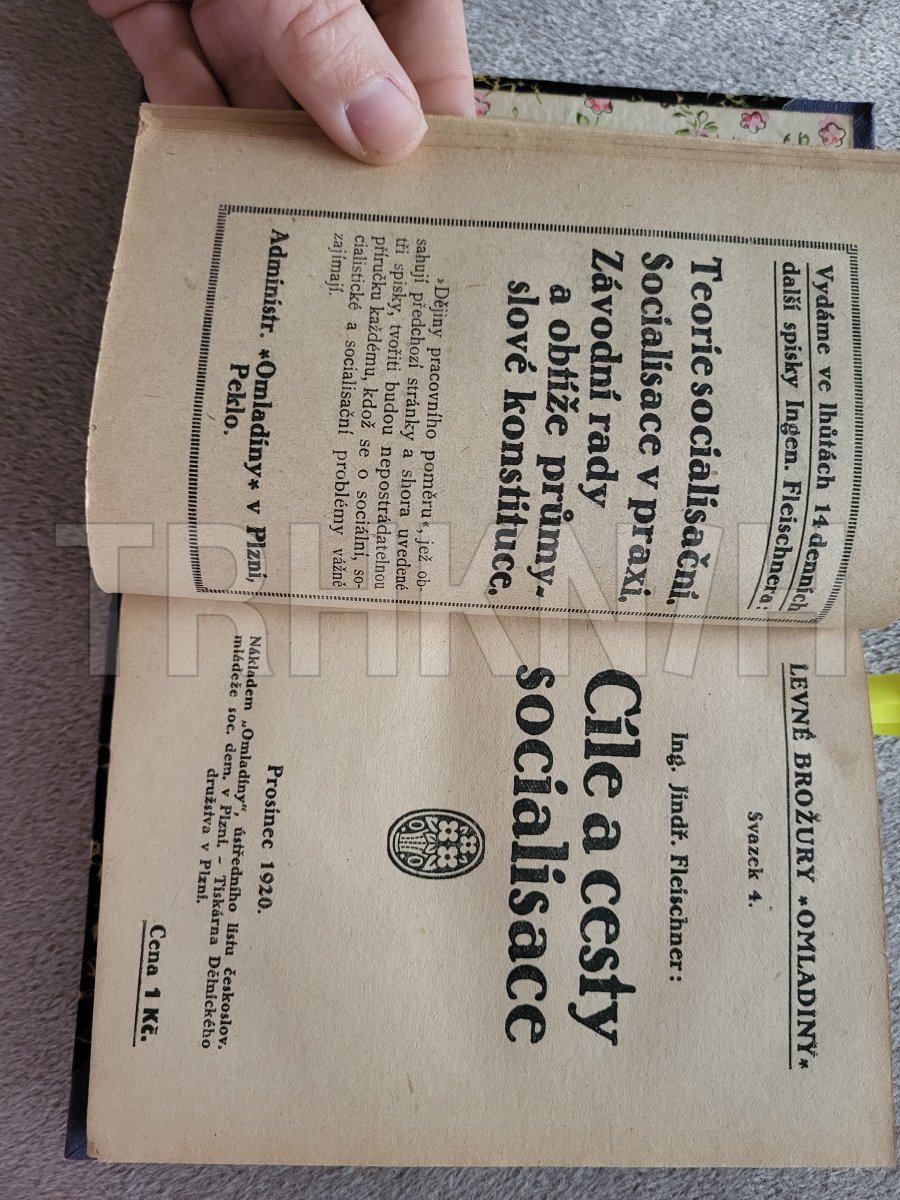 Vydáme ve lhůtách 14denních
další spisky Ingen. Fleischnera:
Teorie socialisační.
Socialisace v praxi.
Závodní rady
a obtíže průmy-
slové konstituce.
»Dějiny pracovního poměru«, jež ob-
sahují předchozí stránky a shora uvedené
tři spisky, tvořiti budou nepostrádatelnou
příručku každému, kdož se o sociální, so-
cialistické a socialisační problémy vážně
zajímají.
Administr. *Omladiny* v Plzni,
Peklo.
LEVNÉ BROŽURY *OMLADINY*
Svazek 4.
Ing. Jindř. Fleischner:
Cíle a cesty
socialisace
Prosinec 1920.
Nákladem „Omladiny“, ústředního listu českoslov.
mládeže soc. dem. v Plzni. – Tiskárna Dělnického
družstva v Plzni.
Cena 1 Kč.
TRHKNIH